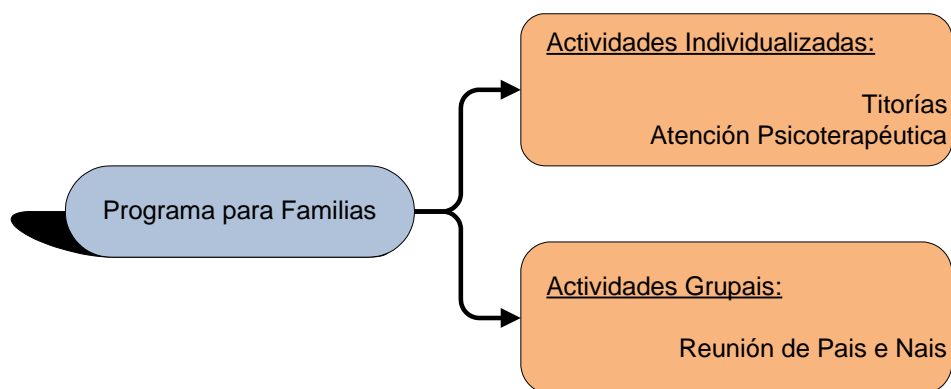 Programa para Familias
Actividades Individualizadas:
Titorías
Atención Psicoterapéutica
Actividades Grupais:
Reunión de Pais e Nais